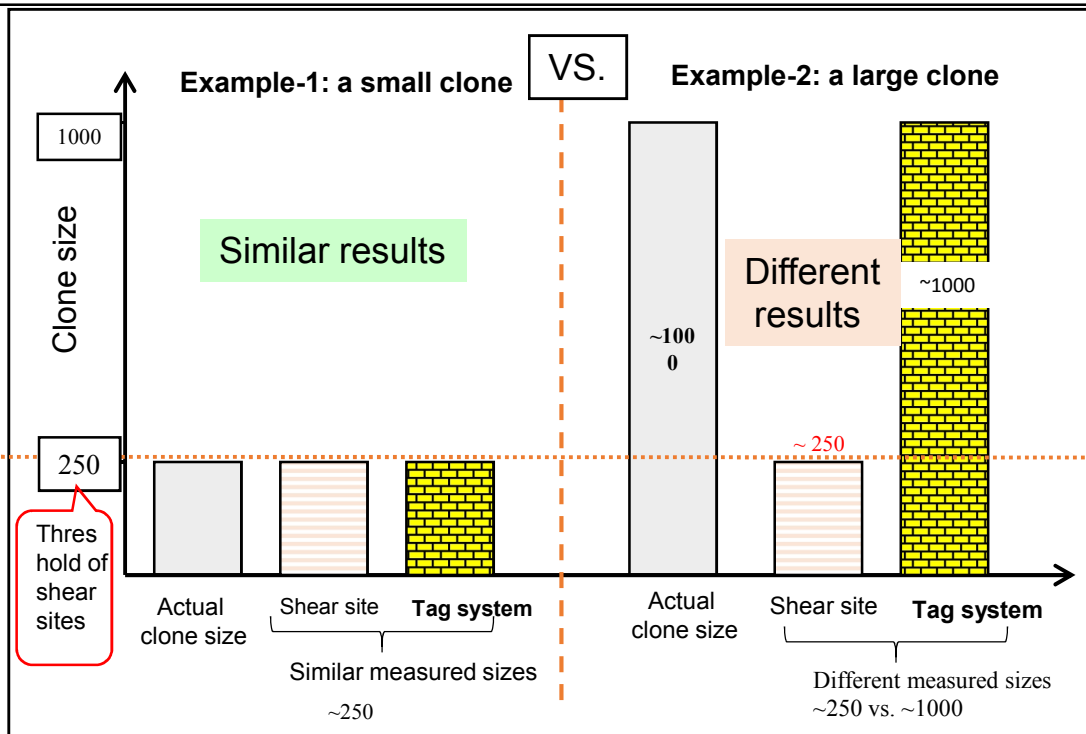 VS.
Example-1: a small clone
Example-2: a large clone
1000
Clone size
Similar results
Different
results
~1000
~100
0
~ 250
250
Thres
hold of
shear
sites
Actual
clone size
Shear site
Tag system
Similar measured sizes
~250
Actual
clone size
Shear site
Tag system
Different measured sizes
~250 vs. ~1000